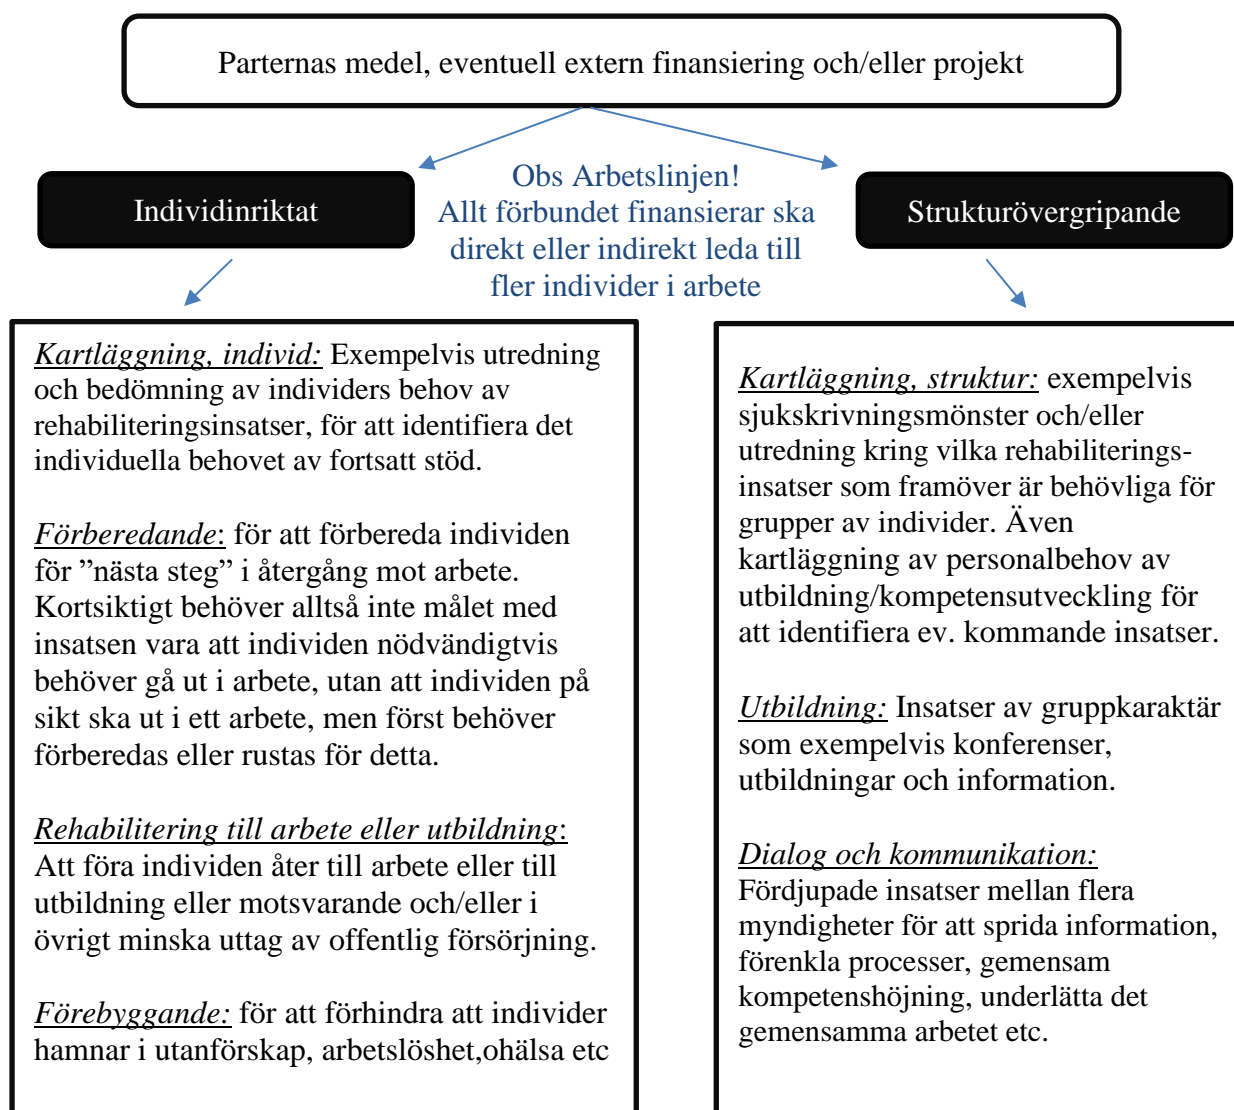 Parternas medel, eventuell extern finansiering och/eller projekt
Individinriktat
Obs Arbetslinjen!
Allt förbundet finansierar ska
direkt eller indirekt leda till
fler individer i arbete
Strukturövergripande
Kartläggning, individ: Exempelvis utredning
och bedömning av individers behov av
rehabiliteringsinsatser, för att identifiera det
individuella behovet av fortsatt stöd.
Förberedande: för att förbereda individen
för ”nästa steg” i återgång mot arbete.
Kortsiktigt behöver alltså inte målet med
insatsen vara att individen nödvändigtvis
behöver gå ut i arbete, utan att individen på
sikt ska ut i ett arbete, men först behöver
förberedas eller rustas för detta.
Rehabilitering till arbete eller utbildning:
Att föra individen åter till arbete eller till
utbildning eller motsvarande och/eller i
övrigt minska uttag av offentlig försörjning.
Förebyggande: för att förhindra att individer
hamnar i utanförskap, arbetslöshet,ohälsa etc
Kartläggning, struktur: exempelvis
sjukskrivningsmönster och/eller
utredning kring vilka rehabiliterings-
insatser som framöver är behövliga för
grupper av individer. Även
kartläggning av personalbehov av
utbildning/kompetensutveckling för
att identifiera ev. kommande insatser.
Utbildning: Insatser av gruppkaraktär
som exempelvis konferenser,
utbildningar och information.
Dialog och kommunikation:
Fördjupade insatser mellan flera
myndigheter för att sprida information,
förenkla processer, gemensam
kompetenshöjning, underlätta det
gemensamma arbetet etc.